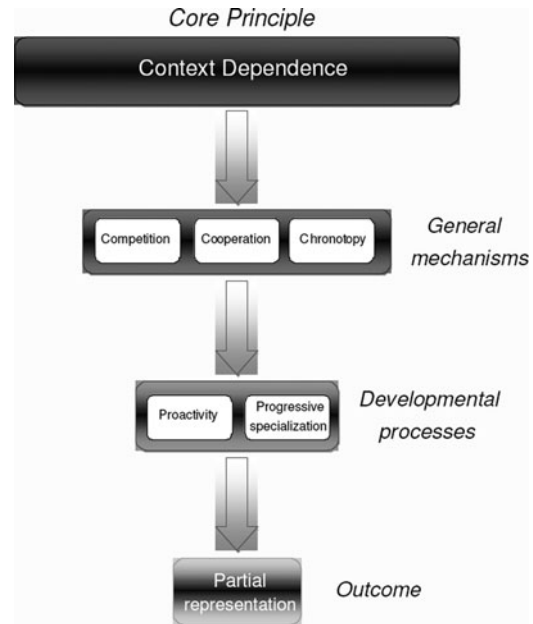 Core Principle
Context Dependence
Competition
Cooperation
Chronotopy
General
mechanisms
Proactivity
Progressive
specialization
Developmental
processes
Partial
representation
Outcome